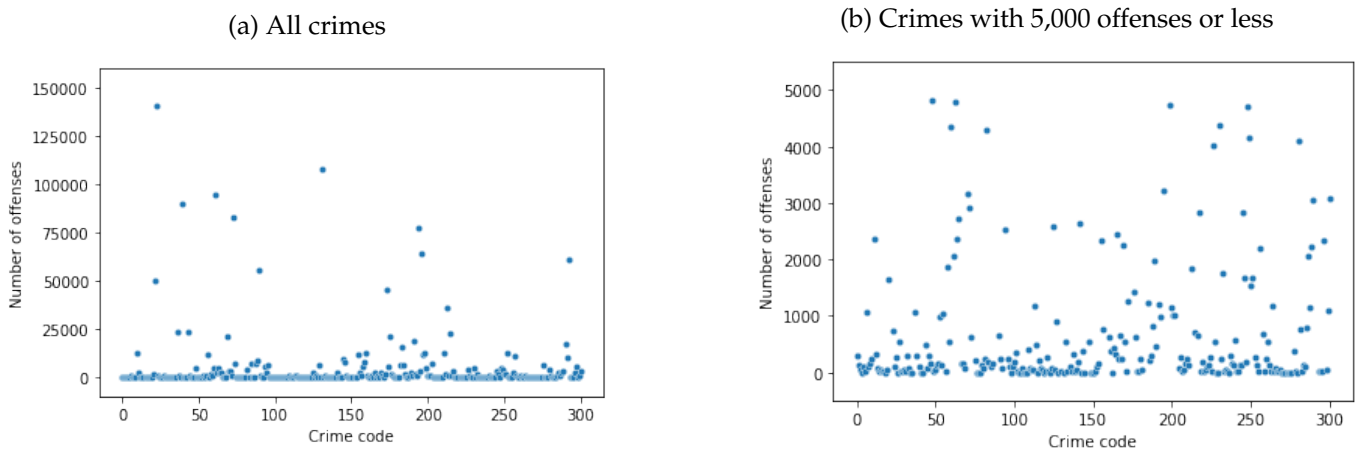 (a) All crimes
150000
125000
100000
75000
50000
25000
0
Number of offenses
0 50 100 150 200 250 300
Crime code
(b) Crimes with 5,000 offenses or less
5000
4000
3000
2000
1000
0
Number of offenses
0 50 100 150 200 250 300
Crime code